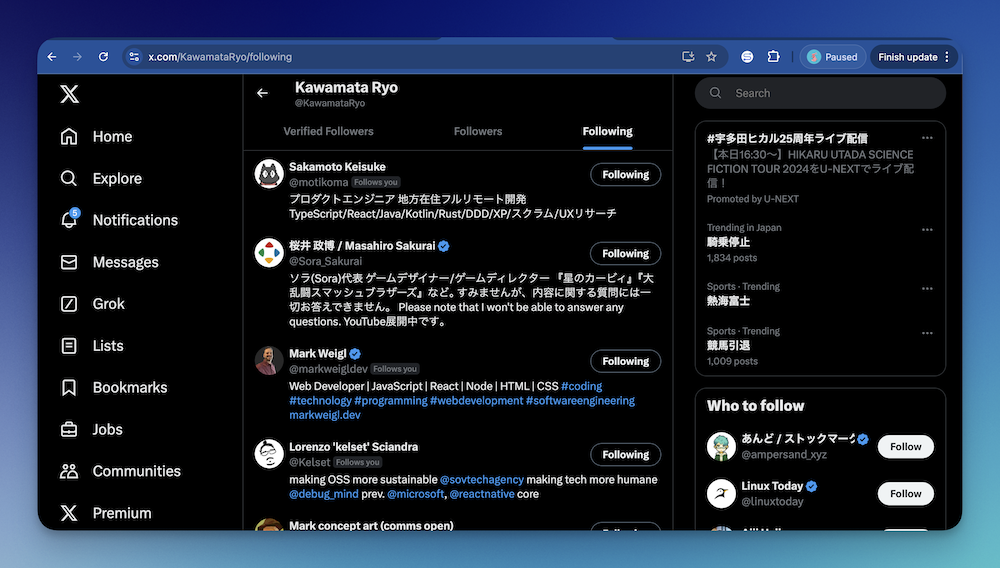 x.com/KawamataRyo/following
Paused
Finish update
Home
Explore
5
Notifications
Messages
Grok
Lists
Bookmarks
Jobs
Communities
Premium
Kawamata Ryo
@KawamataRyo
Verified Followers
Followers
Following
Sakamoto Keisuke
@motikoma Follows you
Following
プロダクトエンジニア 地方在住フルリモート開発
TypeScript/React/Java/Kotlin/Rust/DDD/XP/スクラム/UXリサーチ
桜井 政博 / Masahiro Sakurai
@Sora_Sakurai
Following
ソラ(Sora)代表 ゲームデザイナー/ゲームディレクター 『星のカービィ』『大
乱闘スマッシュブラザーズ』など。すみませんが、内容に関する質問には一
切お答えできません。 Please note that I won't be able to answer any
questions. YouTube展開中です。
Mark Weigl
@markweigldev Follows you
Following
Web Developer | JavaScript | React | Node | HTML | CSS #coding
#technology #programming #webdevelopment #softwareengineering
markweigl.dev
Lorenzo 'kelset' Sciandra
@Kelset Follows you
Following
making OSS more sustainable @sovtechagency making tech more humane
@debug_mind prev. @microsoft, @reactnative core
Mark concept art (comms open)
Search
#宇多田ヒカル25周年ライブ配信
【本日16:30〜】HIKARU UTADA SCIENCE
FICTION TOUR 2024をU-NEXTでライブ配
信！
Promoted by U-NEXT
Trending in Japan
騎乗停止
1,834 posts
Sports · Trending
熱海富士
Sports · Trending
競馬引退
1,009 posts
Who to follow
あんど / ストックマーク
@ampersand_xyz
Follow
Linux Today
@linuxtoday
Follow